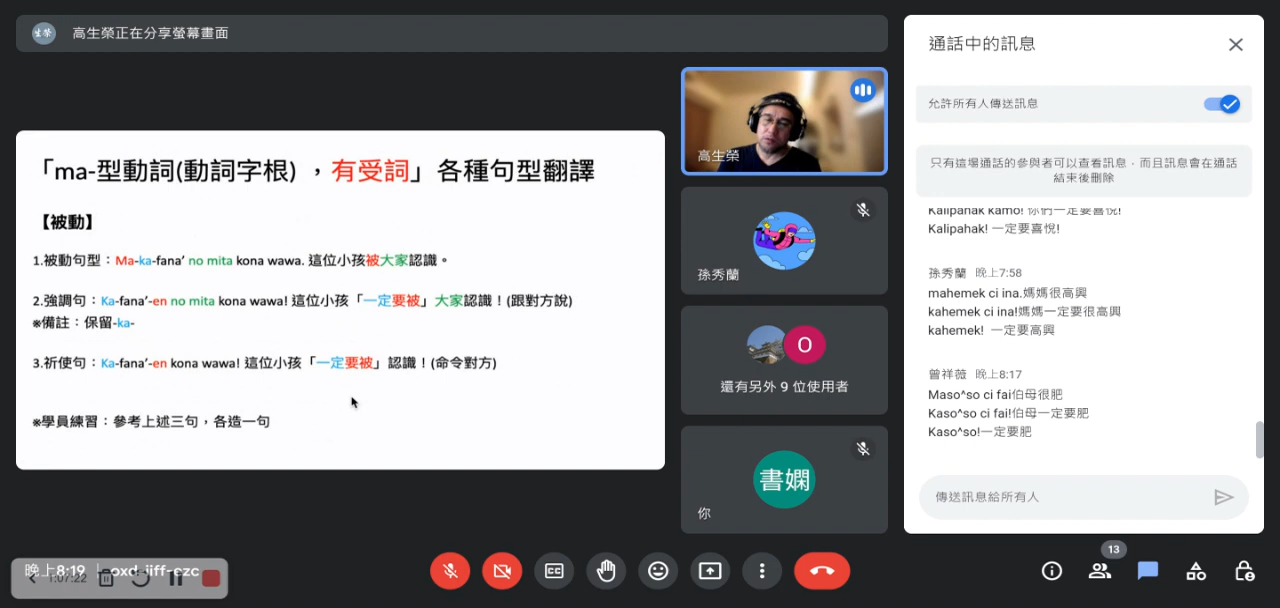 生榮 高生榮正在分享螢幕畫面
「ma-型動詞(動詞字根) ，有受詞」各種句型翻譯
【被動】
1.被動句型：Ma-ka-fana’ no mita kona wawa. 這位小孩被大家認識。
2.強調句：Ka-fana’-en no mita kona wawa! 這位小孩「一定要被」大家認識！(跟對方說)
※備註：保留-ka-
3.祈使句：Ka-fana’-en kona wawa! 這位小孩「一定要被」認識！(命令對方)
※學員練習：參考上述三句，各造一句
高生榮
孫秀蘭
O
還有另外 9 位使用者
書嫻
你
通話中的訊息
允許所有人傳送訊息
只有這場通話的參與者可以查看訊息，而且訊息會在通話
結束後刪除
Kalipahak kamo! 你們一定要喜悅!
Kalipahak! 一定要喜悅!
孫秀蘭 晚上7:58
mahemek ci ina.媽媽很高興
kahemek ci ina!媽媽一定要很高興
kahemek! 一定要高興
曾祥薇 晚上8:17
Maso^so ci fai伯母很肥
Kaso^so ci fai!伯母一定要肥
Kaso^so!一定要肥
傳送訊息給所有人
晚上8:19 | oxd-jiff-ezc
1:07:22
13